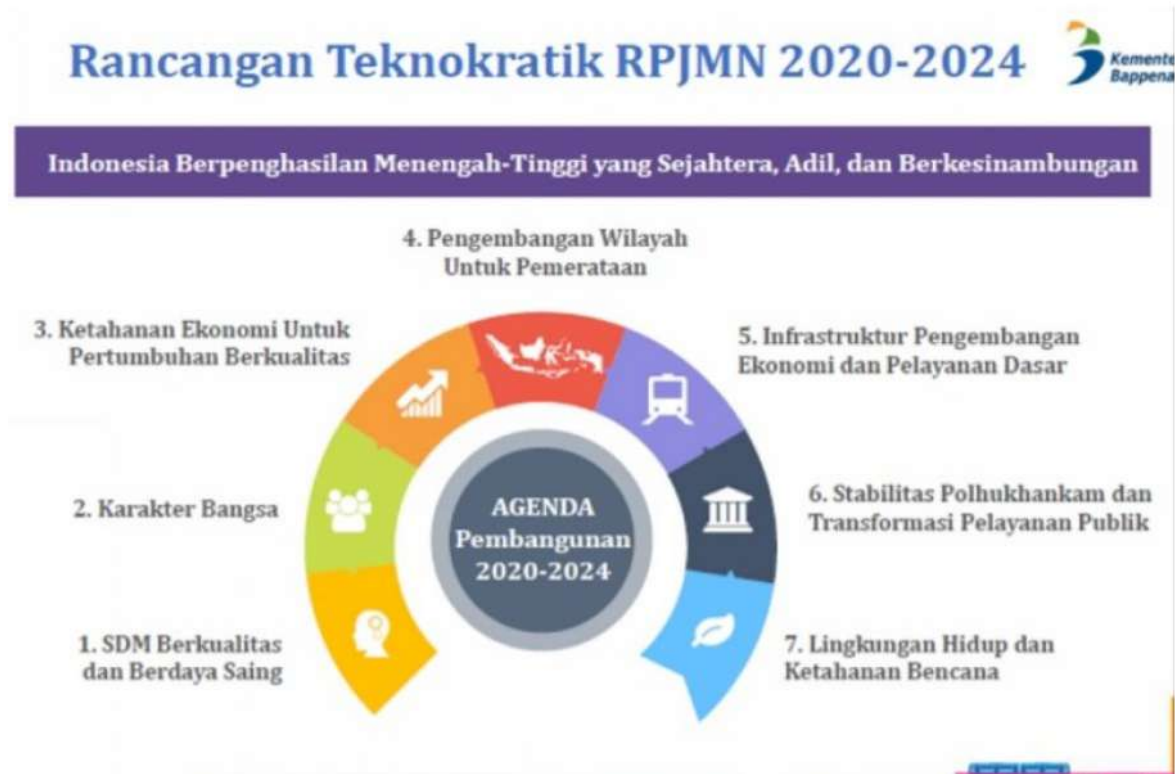 Rancangan Teknokratik RPJMN 2020-2024
Indonesia Berpenghasilan Menengah-Tinggi yang Sejahtera, Adil, dan Berkesinambungan
4. Pengembangan Wilayah
Untuk Pemerataan
3. Ketahanan Ekonomi Untuk
Pertumbuhan Berkualitas
5. Infrastruktur Pengembangan
Ekonomi dan Pelayanan Dasar
2. Karakter Bangsa
AGENDA
Pembangunan
2020-2024
6. Stabilitas Polhukhankam dan
Transformasi Pelayanan Publik
1. SDM Berkualitas
dan Berdaya Saing
7. Lingkungan Hidup dan
Ketahanan Bencana